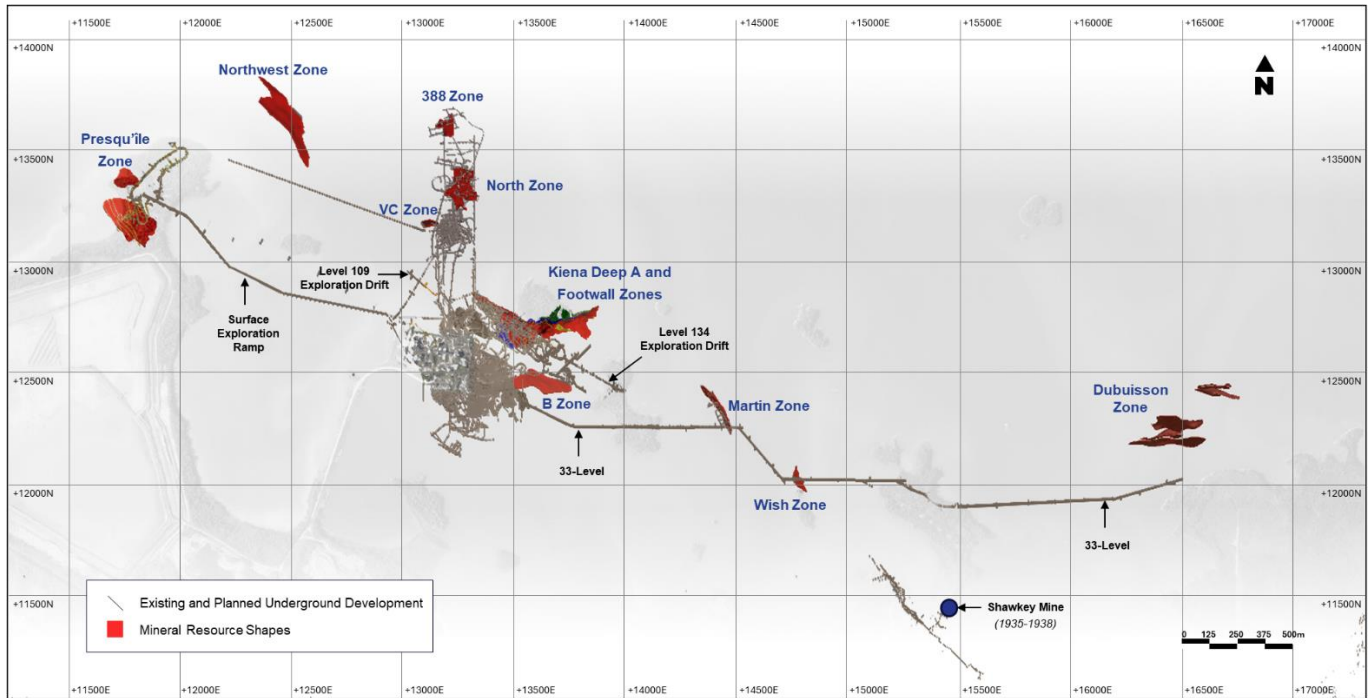 +11500E +12000E +12500E +13000E +13500E +14000E +14500E +15000E +15500E +16000E +16500E +17000E
+14000N +14000N
N
Northwest Zone
388 Zone
Presqu'île
Zone
+13500N +13500N
North Zone
VC Zone
+13000N +13000N
Level 109
Exploration Drift
Kiena Deep A and
Footwall Zones
Surface
Exploration
Ramp
Level 134
Exploration Drift
+12500N +12500N
B Zone
Martin Zone
Dubuisson
Zone
33-Level
+12000N +12000N
Wish Zone
33-Level
+11500N +11500N
Shawkey Mine
(1935-1938)
Existing and Planned Underground Development
Mineral Resource Shapes
0 125 250 375 500m
+11500E +12000E +12500E +13000E +13500E +14000E +14500E +15000E +15500E +16000E +16500E +17000E